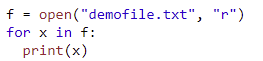 f = open("demofile.txt", "r")
for x in f:
  print(x)